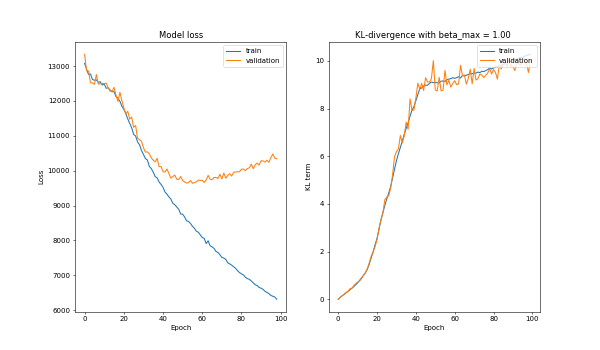 Model loss
train
validation
Loss
13000
12000
11000
10000
9000
8000
7000
6000
0 20 40 60 80 100
Epoch
KL-divergence with beta_max = 1.00
train
validation
KL term
10
8
6
4
2
0
0 20 40 60 80 100
Epoch